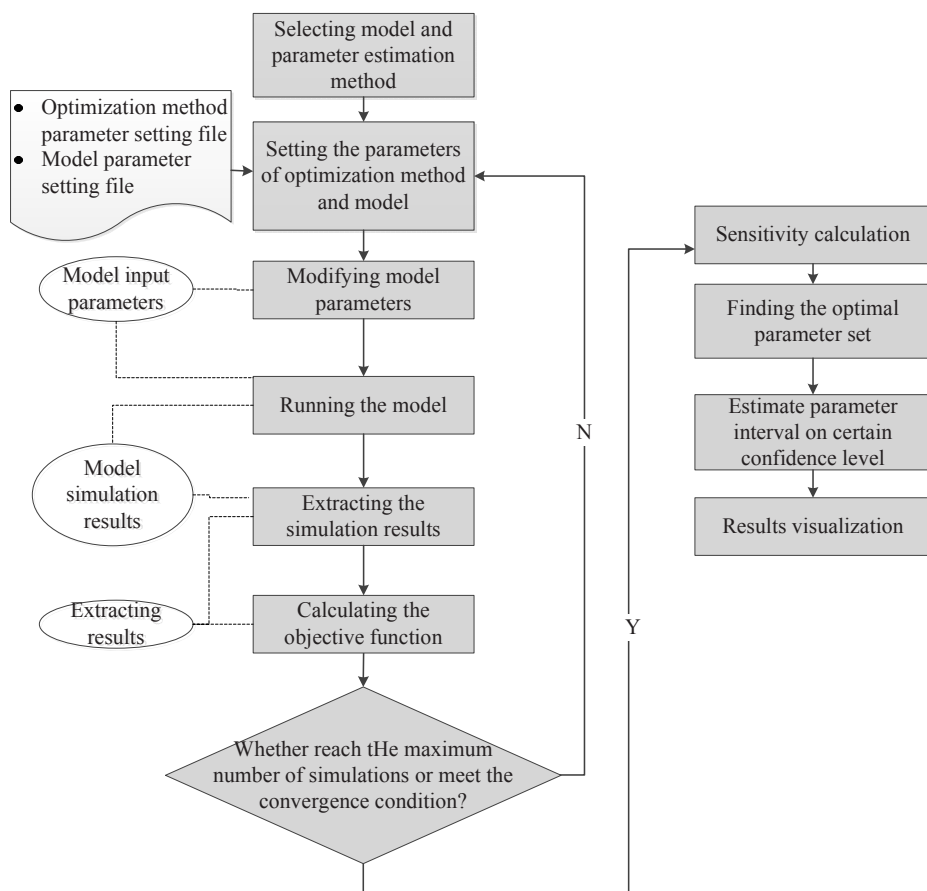 Selecting model and
parameter estimation
method
Optimization method
parameter setting file
Model parameter
setting file
Setting the parameters
of optimization method
and model
Model input
parameters
Modifying model
parameters
Running the model
Model
simulation
results
Extracting the
simulation results
Extracting
results
Calculating the
objective function
Whether reach tHe maximum
number of simulations or meet the
convergence condition?
N
Y
Sensitivity calculation
Finding the optimal
parameter set
Estimate parameter
interval on certain
confidence level
Results visualization